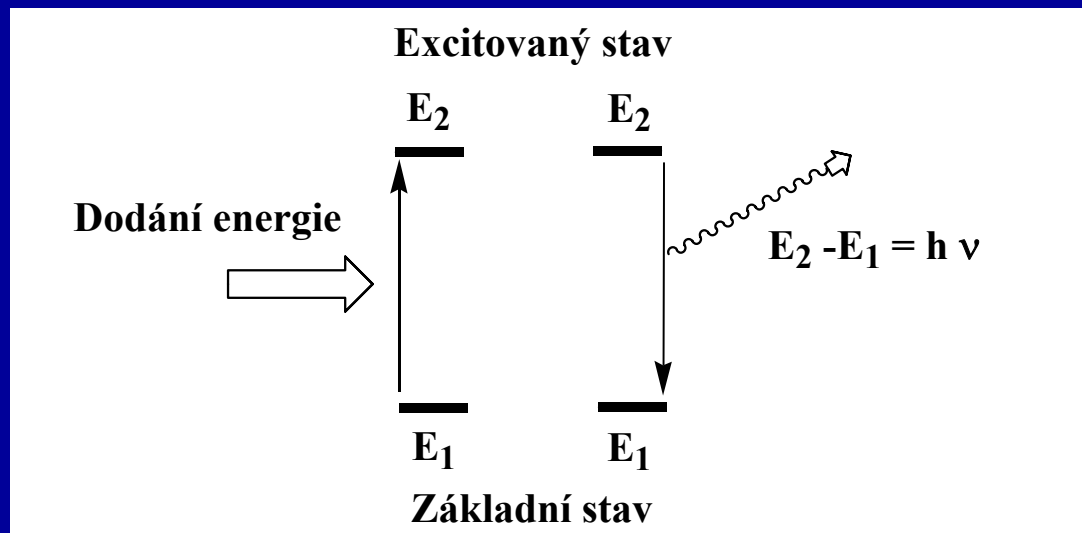 Excitovaný stav
E₂ E₂
Dodání energie
E₂ -E₁ = h ν
E₁ E₁
Základní stav